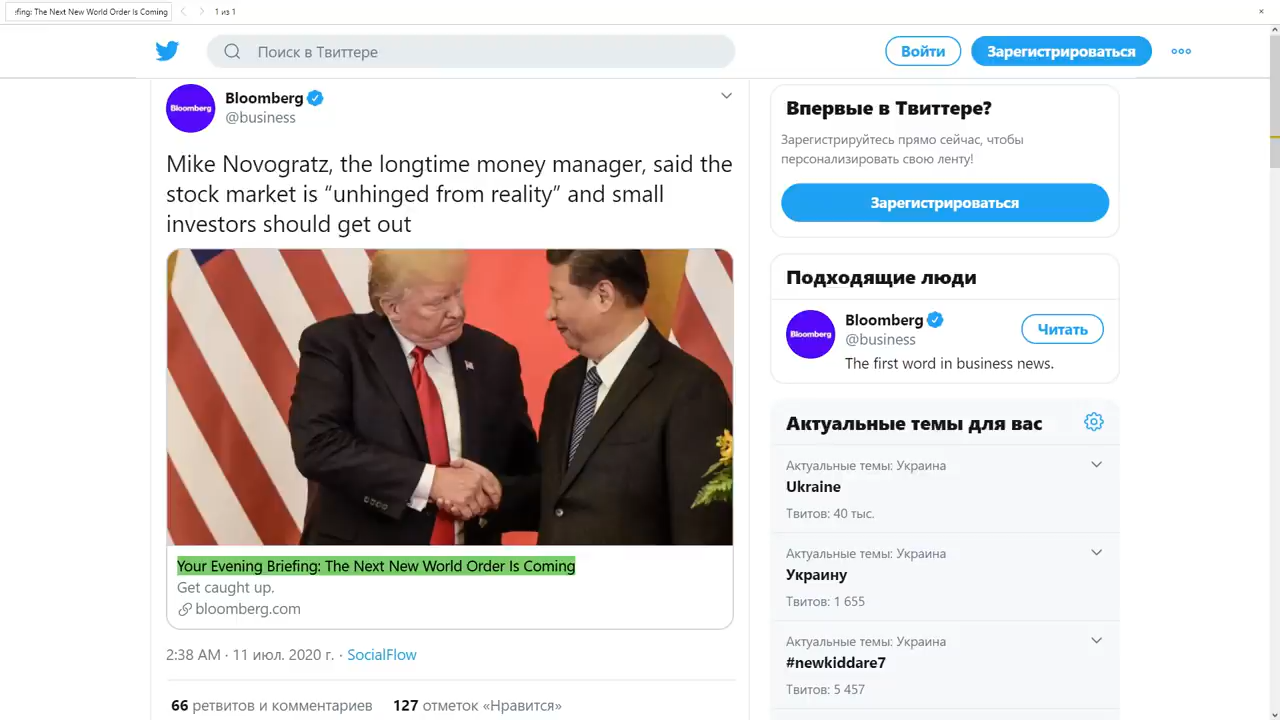 efing: The Next New World Order Is Coming
1 из 1
Поиск в Твиттере
Войти
Зарегистрироваться
Bloomberg
Bloomberg
@business
Mike Novogratz, the longtime money manager, said the
stock market is “unhinged from reality” and small
investors should get out
Your Evening Briefing: The Next New World Order Is Coming
Get caught up.
bloomberg.com
2:38 AM · 11 июл. 2020 г. · SocialFlow
66 ретвитов и комментариев 127 отметок «Нравится»
Впервые в Твиттере?
Зарегистрируйтесь прямо сейчас, чтобы
персонализировать свою ленту!
Зарегистрироваться
Подходящие люди
Bloomberg
Bloomberg
@business
Читать
The first word in business news.
Актуальные темы для вас
Актуальные темы: Украина
Ukraine
Твитов: 40 тыс.
Актуальные темы: Украина
Украину
Твитов: 1 655
Актуальные темы: Украина
#newkiddare7
Твитов: 5 457